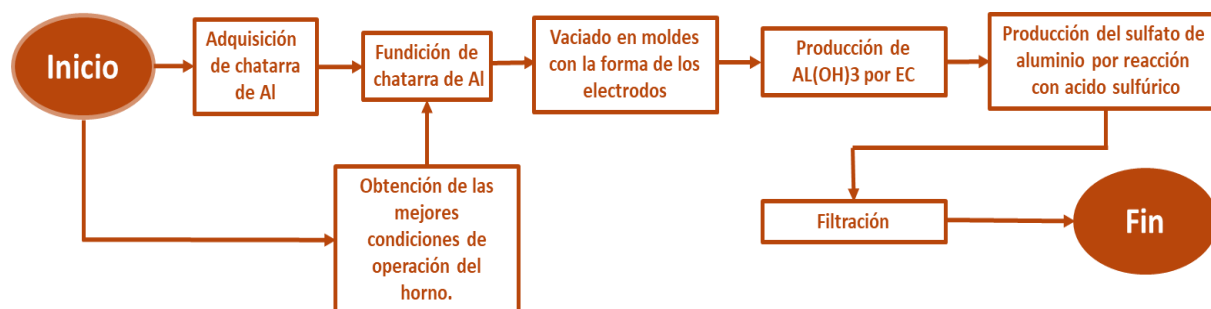 Inicio
Adquisición
de chatarra
de Al
Fundición de
chatarra de Al
Vaciado en moldes
con la forma de los
electrodos
Producción de
AL(OH)3 por EC
Producción del sulfato de
aluminio por reacción
con acido sulfúrico
Obtención de las
mejores
condiciones de
operación del
horno.
Filtración
Fin